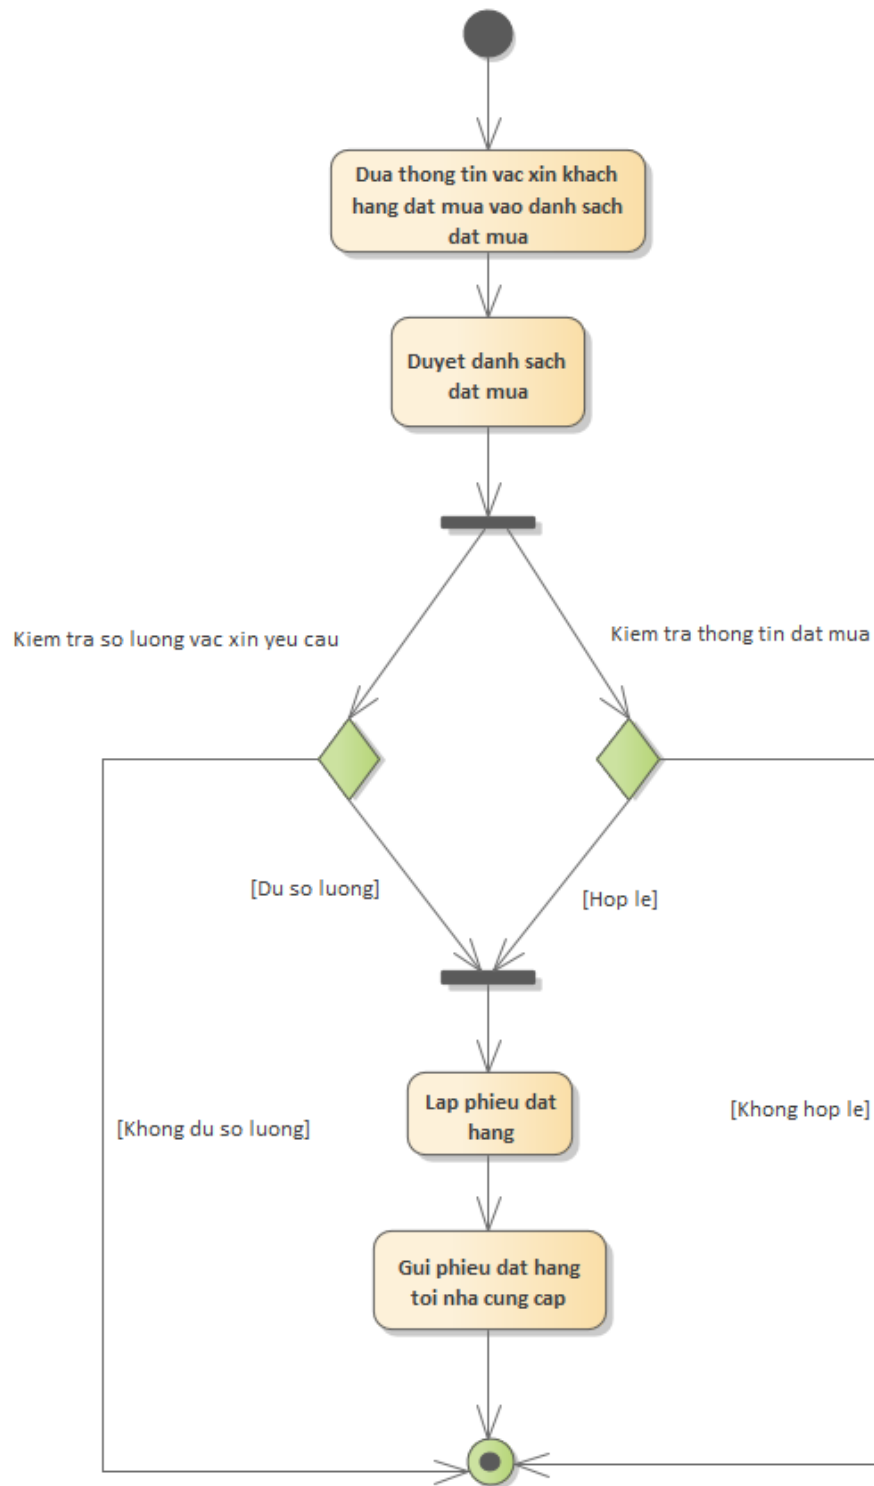 Dua thong tin vac xin khach
hang dat mua vao danh sach
dat mua
Duyet danh sach
dat mua
Kiem tra so luong vac xin yeu cau
Kiem tra thong tin dat mua
[Du so luong]
[Hop le]
Lap phieu dat
hang
[Khong du so luong]
[Khong hop le]
Gui phieu dat hang
toi nha cung cap